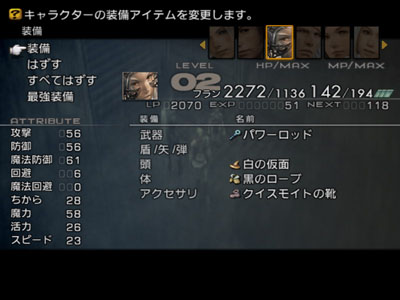 キャラクターの装備アイテムを変更します。
装備
装備
はずす
すべてはずす
最強装備
LEVEL 02
HP/MAX MP/MAX
フラン 2272/1136 142/194
LP 2070 EXP 51 NEXT 118
ATTRIBUTE
攻撃 56
防御 56
魔法防御 61
回避 6
魔法回避 0
ちから 28
魔力 58
活力 26
スピード 23
装備 名前
武器 パワーロッド
盾/矢/弾
頭 白の仮面
体 黒のローブ
アクセサリ クイスモイトの靴